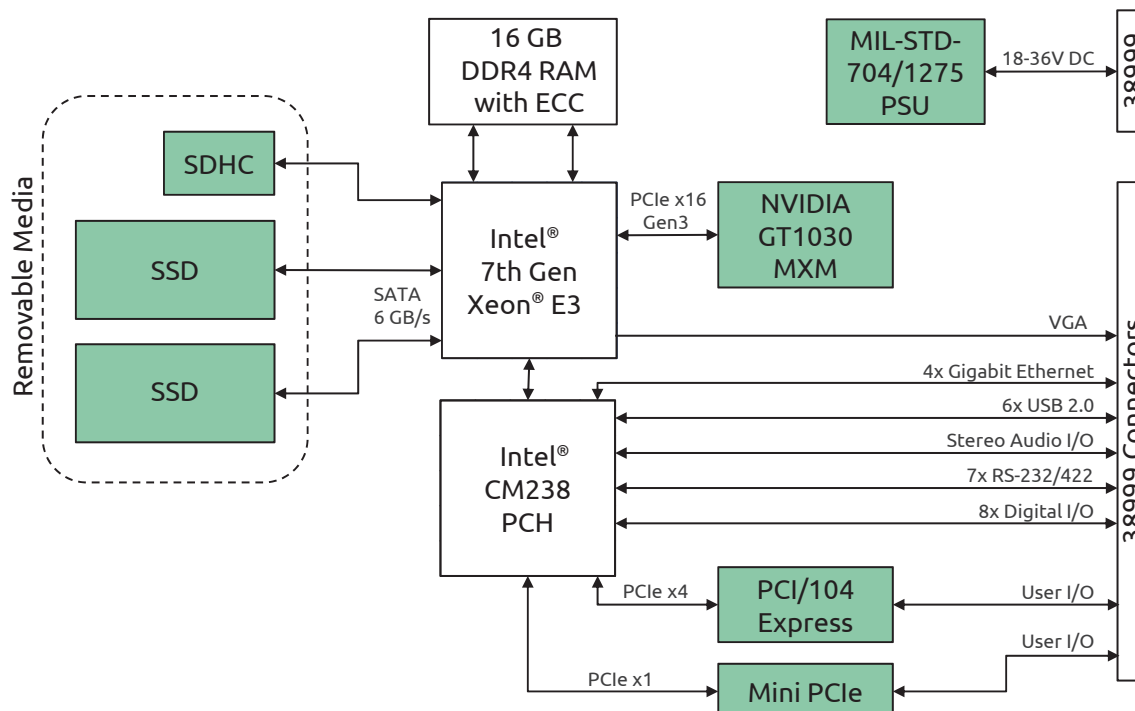 16 GB
DDR4 RAM
with ECC
MIL-STD-
704/1275
PSU
18-36V DC
38999
Removable Media
SDHC
SSD
SSD
SATA
6 GB/s
Intel®
7th Gen
Xeon® E3
PCIe x16
Gen3
NVIDIA
GT1030
MXM
VGA
4x Gigabit Ethernet
6x USB 2.0
Stereo Audio I/O
7x RS-232/422
8x Digital I/O
38999 Connectors
Intel®
CM238
PCH
PCIe x4
PCI/104
Express
User I/O
User I/O
PCIe x1
Mini PCIe